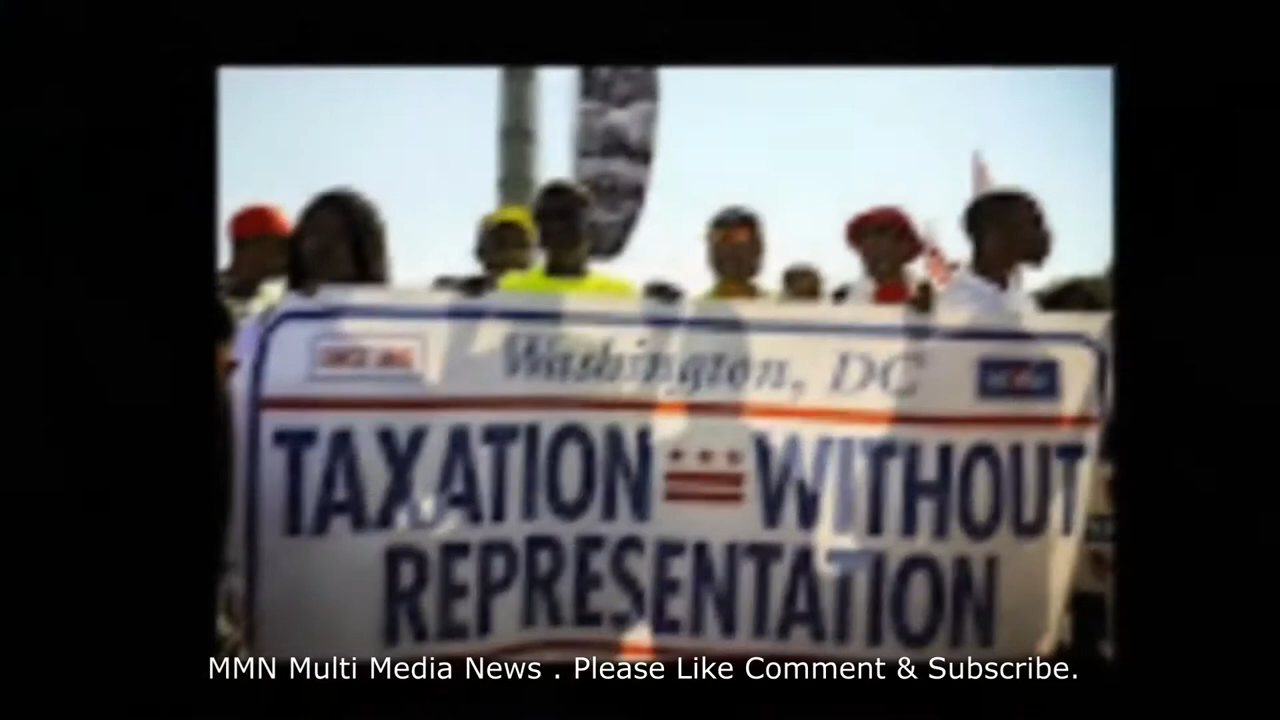 Washington, DC
TAXATION WITHOUT
REPRESENTATION
MMN Multi Media News . Please Like Comment & Subscribe.